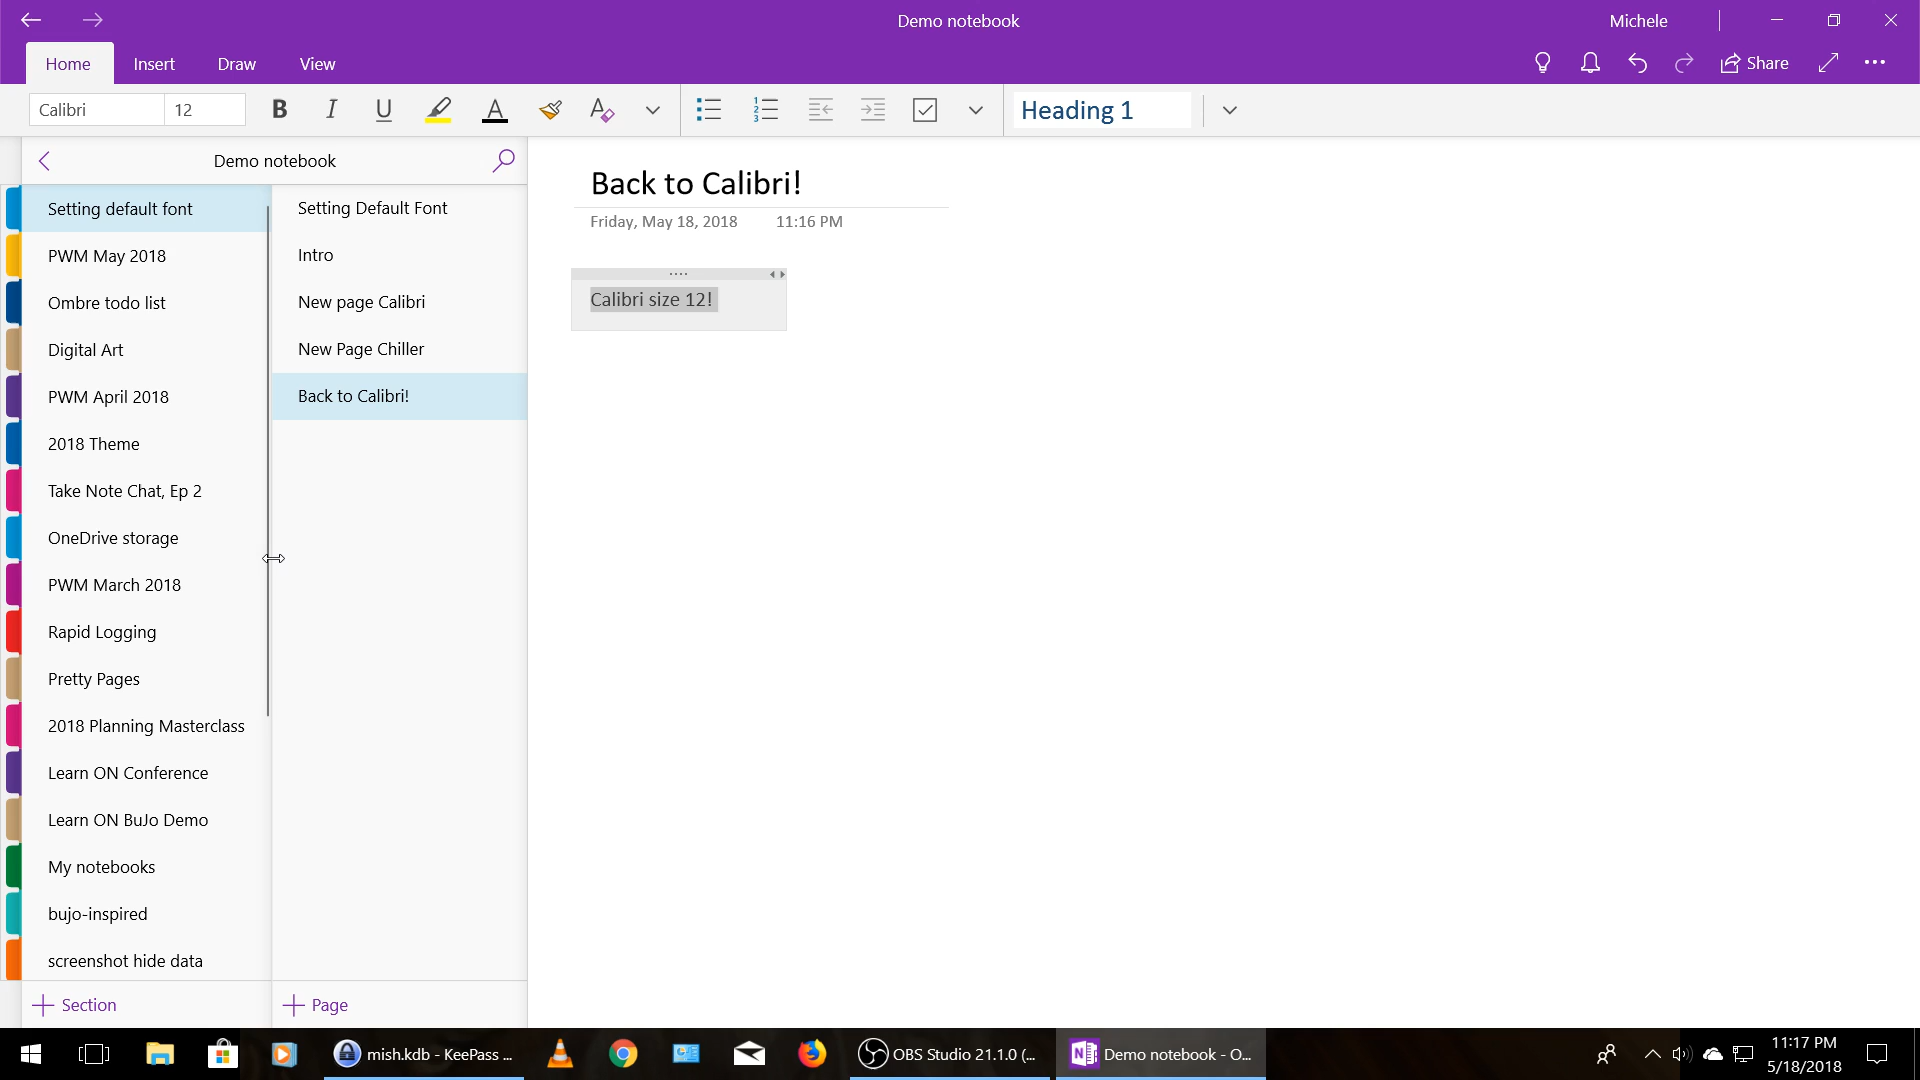 Demo notebook
Michele
Home Insert Draw View
Share
Calibri 12 B I U A A
Heading 1
Demo notebook
Setting default font
PWM May 2018
Ombre todo list
Digital Art
PWM April 2018
2018 Theme
Take Note Chat, Ep 2
OneDrive storage
PWM March 2018
Rapid Logging
Pretty Pages
2018 Planning Masterclass
Learn ON Conference
Learn ON BuJo Demo
My notebooks
bujo-inspired
screenshot hide data
Section
Setting Default Font
Intro
New page Calibri
New Page Chiller
Back to Calibri!
Page
Back to Calibri!
Friday, May 18, 2018 11:16 PM
Calibri size 12!
mish.kdb - KeePass ...
OBS Studio 21.1.0 (...
Demo notebook - O...
11:17 PM
5/18/2018